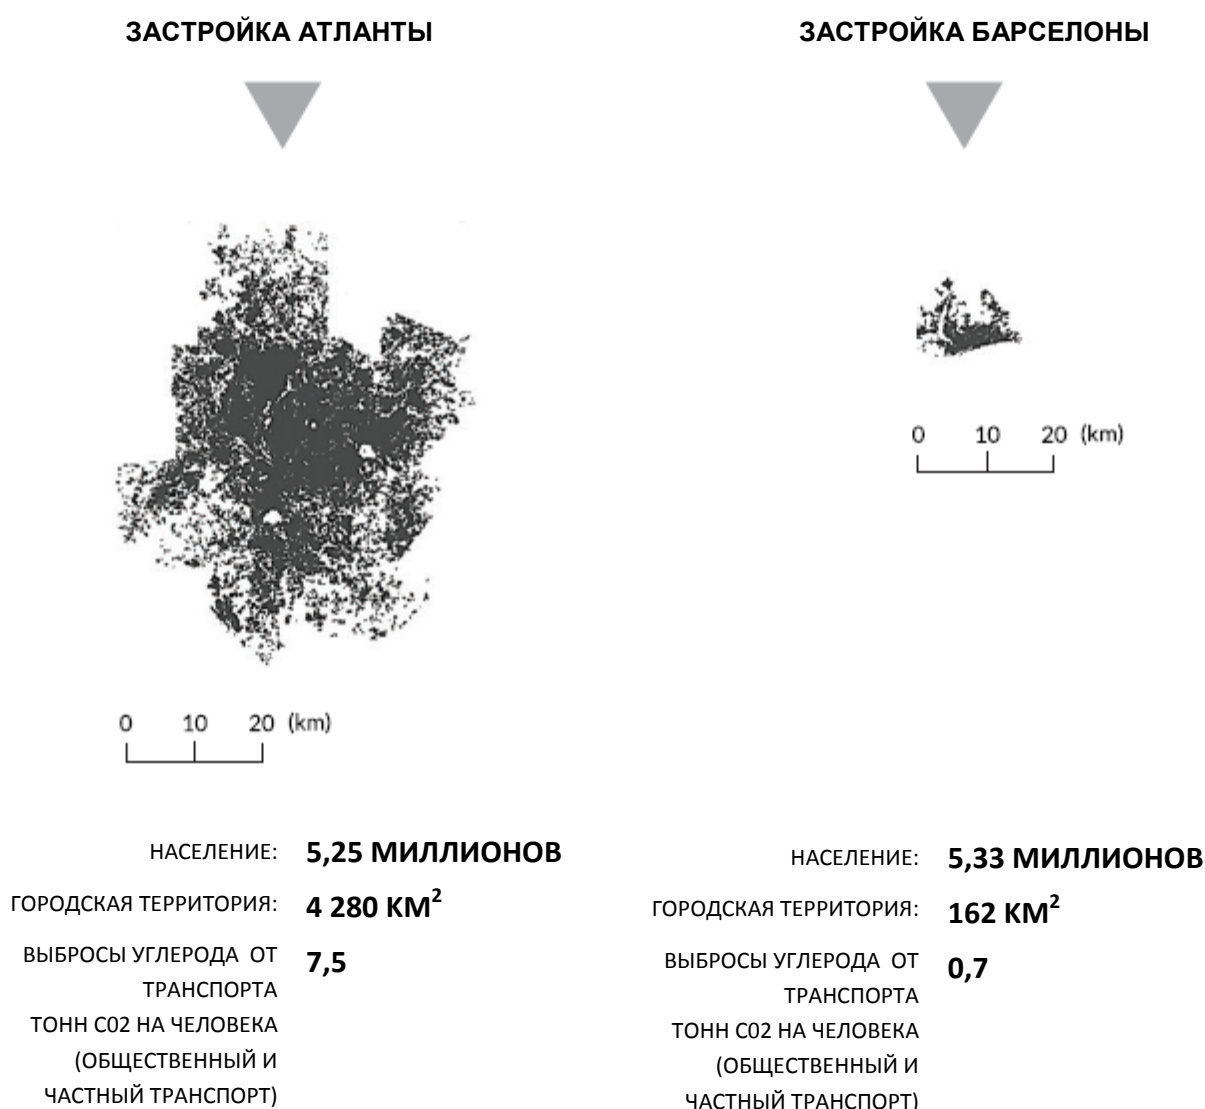 ЗАСТРОЙКА АТЛАНТЫ
0 10 20 (km)
НАСЕЛЕНИЕ: 5,25 МИЛЛИОНОВ
ГОРОДСКАЯ ТЕРРИТОРИЯ: 4 280 КМ²
ВЫБРОСЫ УГЛЕРОДА ОТ 7,5
ТРАНСПОРТА
ТОНН С02 НА ЧЕЛОВЕКА
(ОБЩЕСТВЕННЫЙ И
ЧАСТНЫЙ ТРАНСПОРТ)
ЗАСТРОЙКА БАРСЕЛОНЫ
0 10 20 (km)
НАСЕЛЕНИЕ: 5,33 МИЛЛИОНОВ
ГОРОДСКАЯ ТЕРРИТОРИЯ: 162 КМ²
ВЫБРОСЫ УГЛЕРОДА ОТ 0,7
ТРАНСПОРТА
ТОНН С02 НА ЧЕЛОВЕКА
(ОБЩЕСТВЕННЫЙ И
ЧАСТНЫЙ ТРАНСПОРТ)